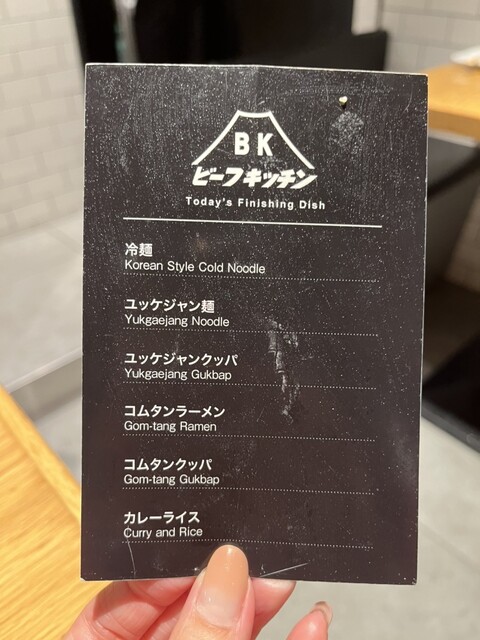 BK
ビーフキッチン
Today's Finishing Dish
冷麺
Korean Style Cold Noodle
ユッケジャン麺
Yukgaejang Noodle
ユッケジャンクッパ
Yukgaejang Gukbap
コムタンラーメン
Gom-tang Ramen
コムタンクッパ
Gom-tang Gukbap
カレーライス
Curry and Rice